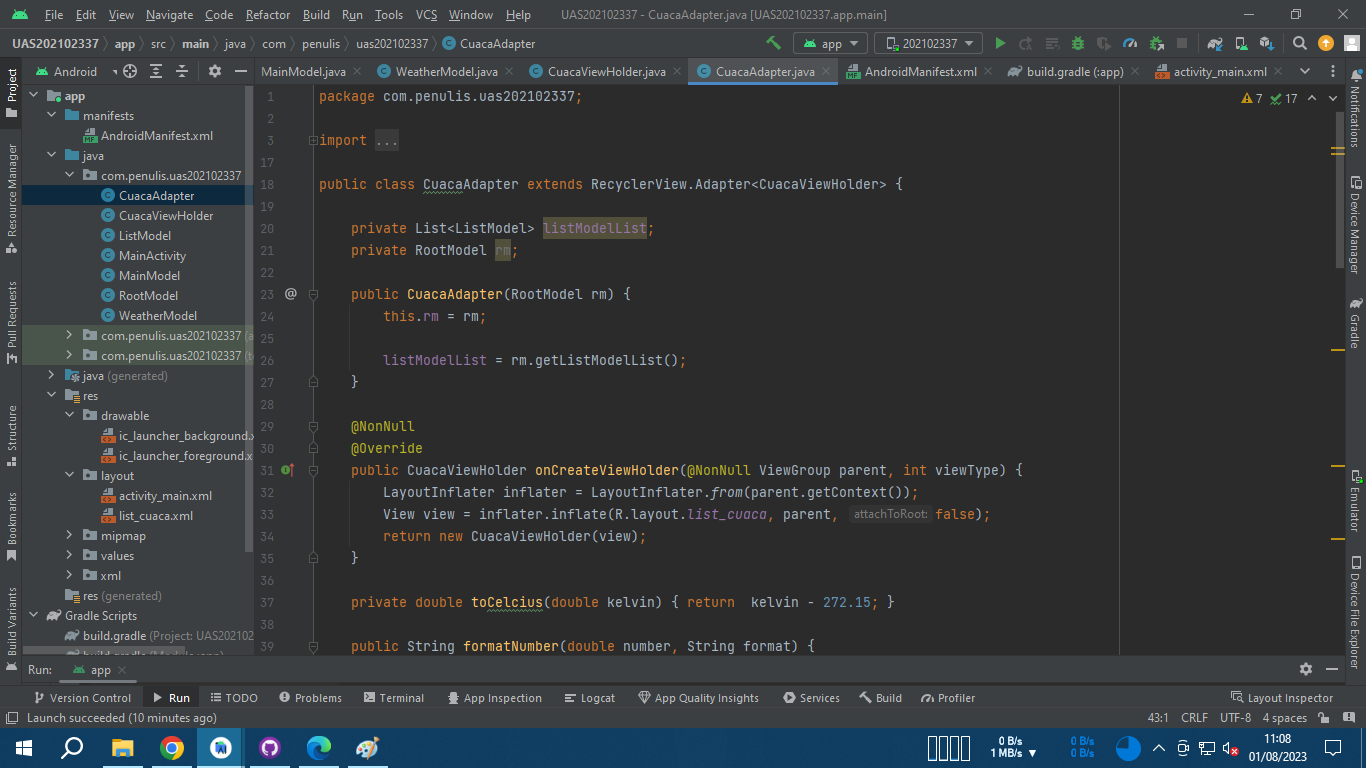 File Edit View Navigate Code Refactor Build Run Tools VCS Window Help UAS202102337 - CuacaAdapter.java [UAS202102337.app.main]
UAS202102337 app src main java com penulis uas202102337 CuacaAdapter app 202102337
Project Android MainModel.java WeatherModel.java CuacaViewHolder.java CuacaAdapter.java AndroidManifest.xml build.gradle (:app) activity_main.xml
app
manifests
AndroidManifest.xml
java
com.penulis.uas202102337
CuacaAdapter
CuacaViewHolder
ListModel
MainActivity
MainModel
RootModel
WeatherModel
com.penulis.uas202102337
com.penulis.uas202102337
java (generated)
res
drawable
ic_launcher_background.
ic_launcher_foreground.x
layout
activity_main.xml
list_cuaca.xml
mipmap
values
xml
res (generated)
Gradle Scripts
build.gradle (Project: UAS202102
Resource Manager
Pull Requests
Structure
Bookmarks
Build Variants
1 package com.penulis.uas202102337;
2
3 import ...
17
18 public class CuacaAdapter extends RecyclerView.Adapter<CuacaViewHolder> {
19
20 private List<ListModel> listModelList;
21 private RootModel rm;
22
23 @ public CuacaAdapter(RootModel rm) {
24 this.rm = rm;
25
26 listModelList = rm.getListModelList();
27 }
28
29 @NonNull
30 @Override
31 public CuacaViewHolder onCreateViewHolder(@NonNull ViewGroup parent, int viewType) {
32 LayoutInflater inflater = LayoutInflater.from(parent.getContext());
33 View view = inflater.inflate(R.layout.list_cuaca, parent, attachToRoot: false);
34 return new CuacaViewHolder(view);
35 }
36
37 private double toCelcius(double kelvin) { return  kelvin - 272.15; }
38
39 public String formatNumber(double number, String format) {
7 17
Notifications
Device Manager
Gradle
Emulator
Device File Explorer
Run: app
Version Control Run TODO Problems Terminal App Inspection Logcat App Quality Insights Services Build Profiler Layout Inspector
Launch succeeded (10 minutes ago) 43:1 CRLF UTF-8 4 spaces
0 B/s 0 B/s 11:08
1 MB/s 0 B/s 01/08/2023